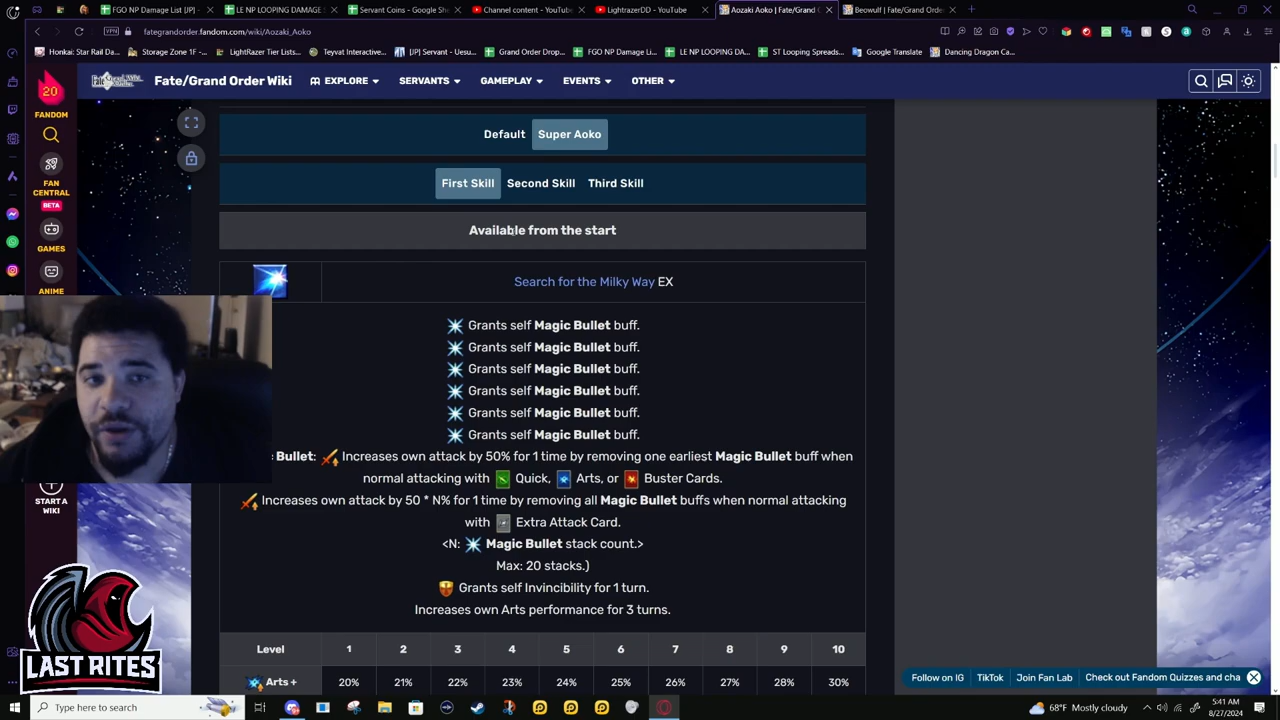 FGO NP Damage List [JP] -
LE NP LOOPING DAMAGE
Servant Coins - Google She
Channel content - YouTube
LightrazerDD - YouTube
Aozaki Aoko | Fate/Grand O
Beowulf | Fate/Grand Order
VPN
fategrandorder.fandom.com/wiki/Aozaki_Aoko
Honkai: Star Rail Da...
Storage Zone 1F -...
LightRazer Tier Lists...
Teyvat Interactive...
[JP] Servant - Uesu...
Grand Order Drop...
FGO NP Damage Li...
LE NP LOOPING DA...
ST Looping Spreads...
Google Translate
Dancing Dragon Ca...
20
FANDOM
FAN CENTRAL
BETA
GAMES
ANIME
START A WIKI
Fate/Grand Order Wiki
EXPLORE
SERVANTS
GAMEPLAY
EVENTS
OTHER
Default
Super Aoko
First Skill
Second Skill
Third Skill
Available from the start
Search for the Milky Way EX
Grants self Magic Bullet buff.
Grants self Magic Bullet buff.
Grants self Magic Bullet buff.
Grants self Magic Bullet buff.
Grants self Magic Bullet buff.
Grants self Magic Bullet buff.
Bullet: Increases own attack by 50% for 1 time by removing one earliest Magic Bullet buff when
normal attacking with Quick, Arts, or Buster Cards.
Increases own attack by 50 * N% for 1 time by removing all Magic Bullet buffs when normal attacking
with Extra Attack Card.
<N: Magic Bullet stack count.>
Max: 20 stacks.)
Grants self Invincibility for 1 turn.
Increases own Arts performance for 3 turns.
Level 1 2 3 4 5 6 7 8 9 10
Arts + 20% 21% 22% 23% 25% 26% 27% 28% 30%
LAST RITES
Follow on IG
TikTok
Join Fan Lab
Check out Fandom Quizzes and cha
Type here to search
68°F Mostly cloudy
5:41 AM
8/27/2024